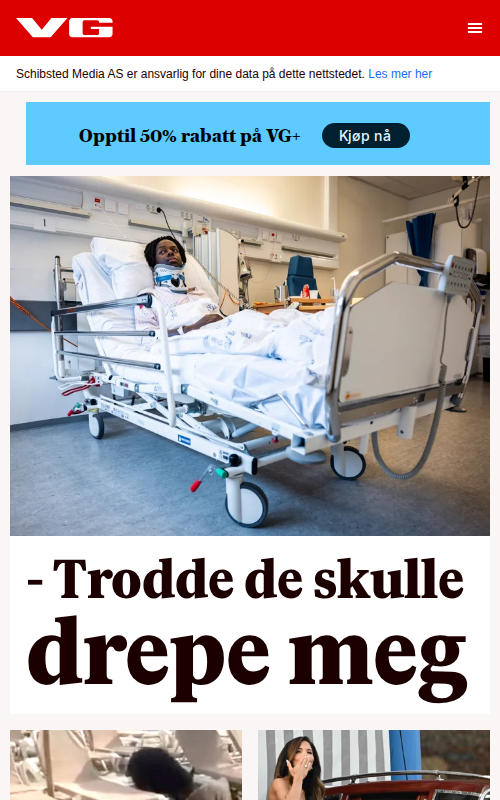 VG
Schibsted Media AS er ansvarlig for dine data på dette nettstedet. Les mer her
Opptil 50% rabatt på VG+
Kjøp nå
- Trodde de skulle
drepe meg